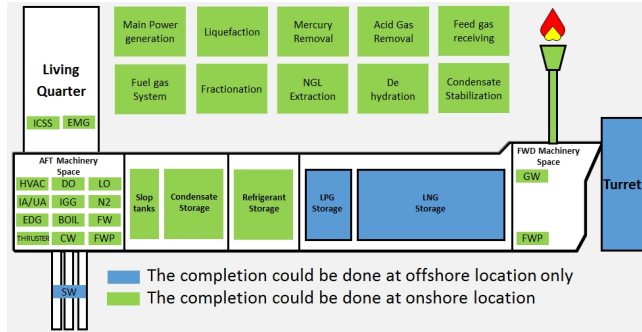 Main Power
generation
Liquefaction
Mercury
Removal
Acid Gas
Removal
Feed gas
receiving
Living
Quarter
Fuel gas
System
Fractionation
NGL
Extraction
De
hydration
Condensate
Stabilization
ICSS EMG
AFT Machinery
Space
FWD Machinery
Space
HVAC DO LO
IA/UA IGG N2
EDG BOIL FW
THRUSTER CW FWP
Slop
tanks
Condensate
Storage
Refrigerant
Storage
LPG
Storage
LNG
Storage
GW
FWP
Turret
SW
The completion could be done at offshore location only
The completion could be done at onshore location